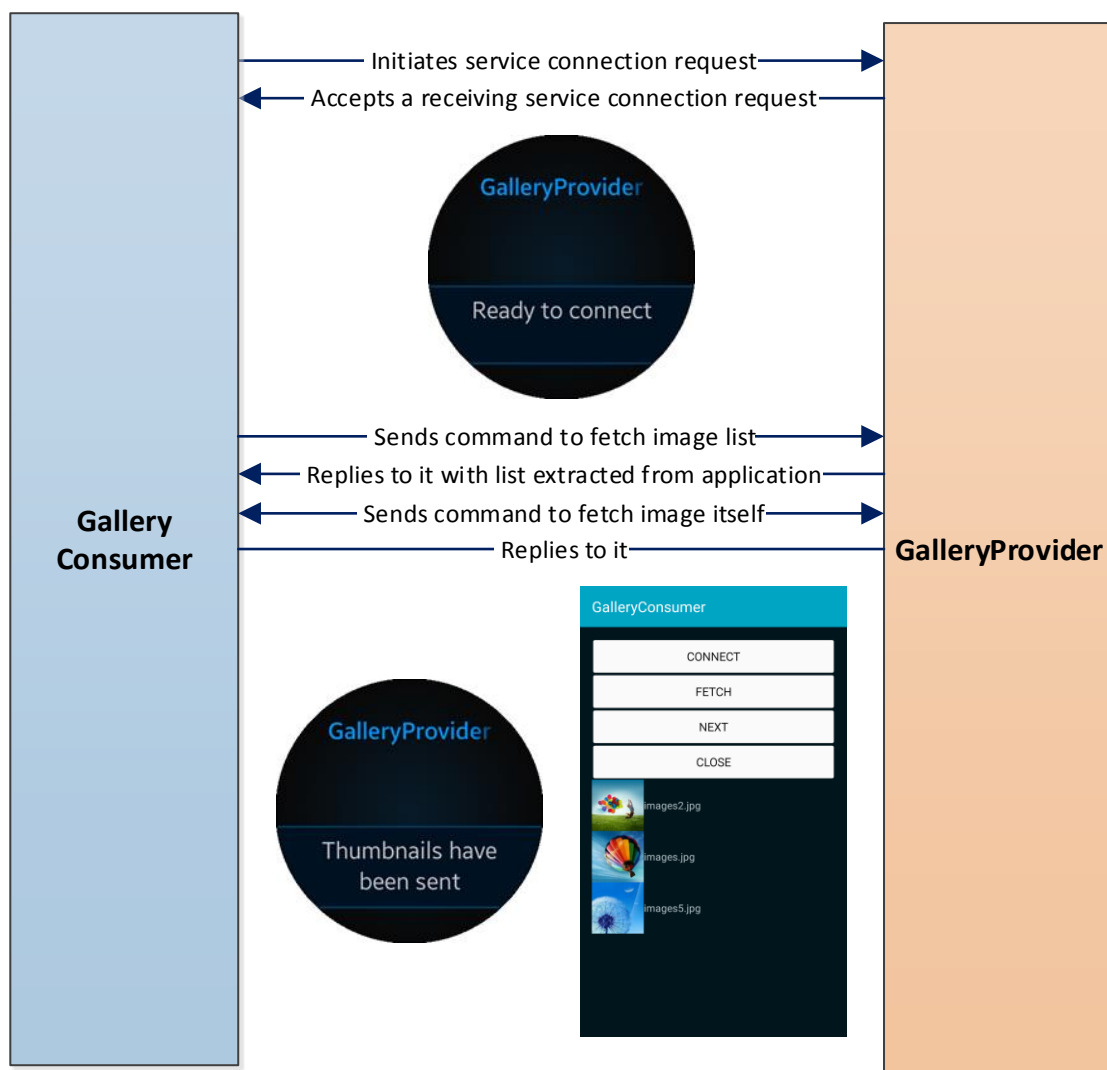 Initiates service connection request
Accepts a receiving service connection request
GalleryProvider
Ready to connect
Sends command to fetch image list
Replies to it with list extracted from application
Sends command to fetch image itself
Replies to it
Gallery
Consumer
GalleryProvider
GalleryConsumer
CONNECT
FETCH
NEXT
CLOSE
images2.jpg
images.jpg
images5.jpg
GalleryProvider
Thumbnails have
been sent